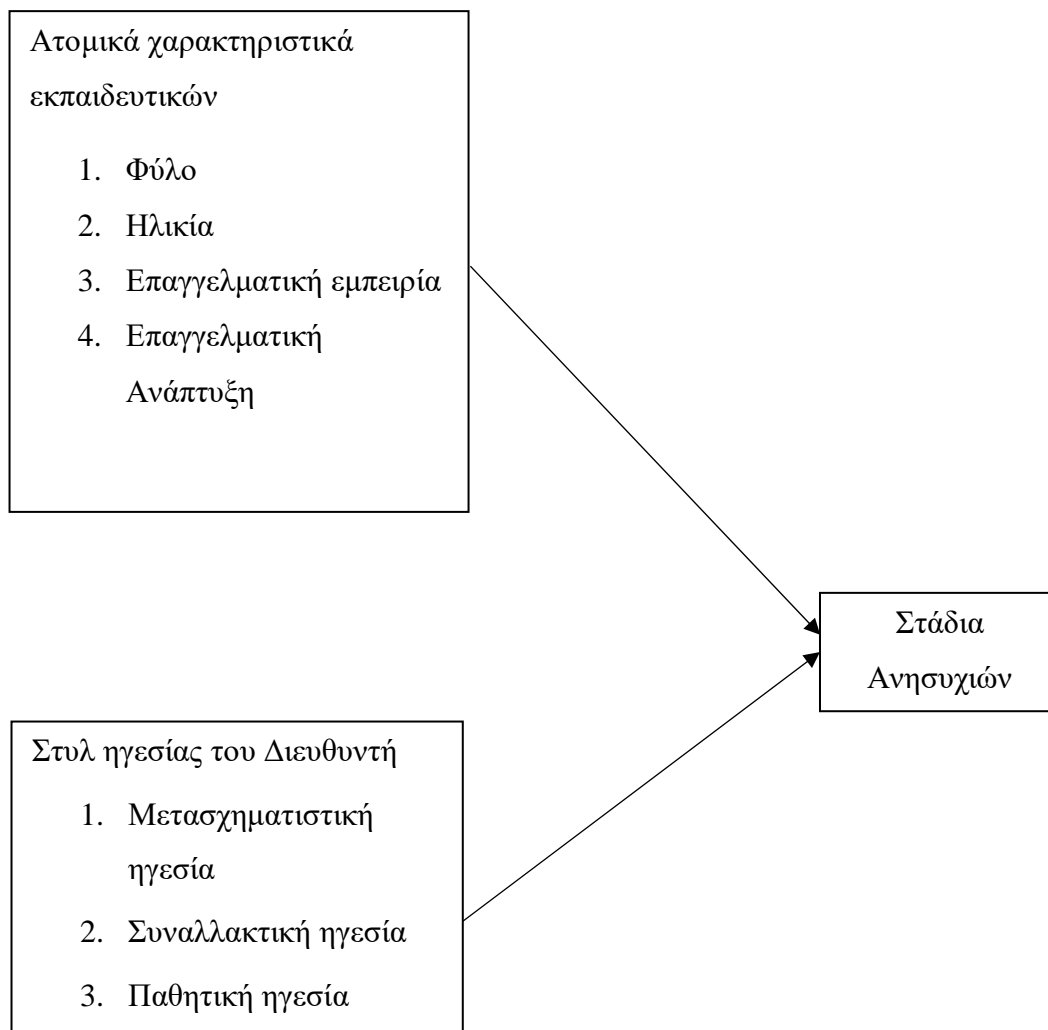 Ατομικά χαρακτηριστικά
εκπαιδευτικών
1. Φύλο
2. Ηλικία
3. Επαγγελματική εμπειρία
4. Επαγγελματική
Ανάπτυξη
Στάδια
Ανησυχιών
Στυλ ηγεσίας του Διευθυντή
1. Μετασχηματιστική
ηγεσία
2. Συναλλακτική ηγεσία
3. Παθητική ηγεσία